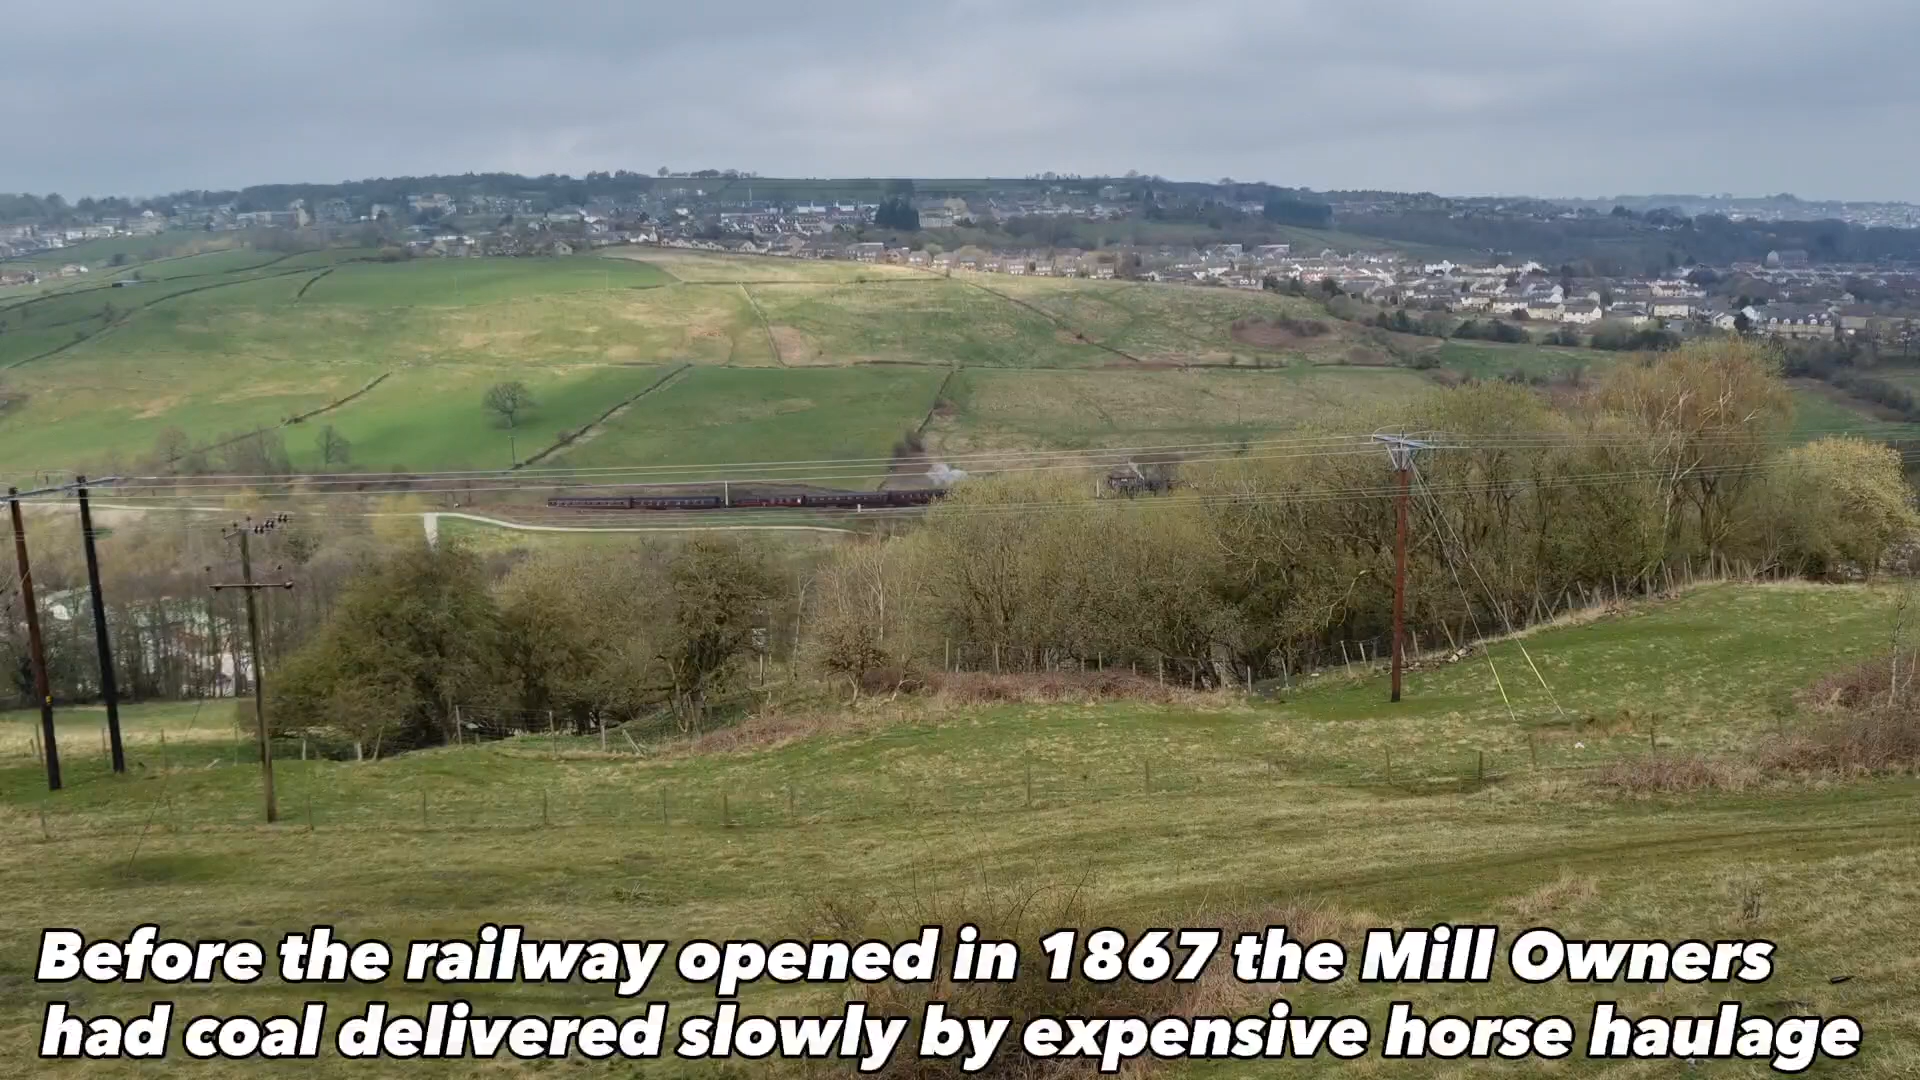 Before the railway opened in 1867 the Mill Owners
had coal delivered slowly by expensive horse haulage